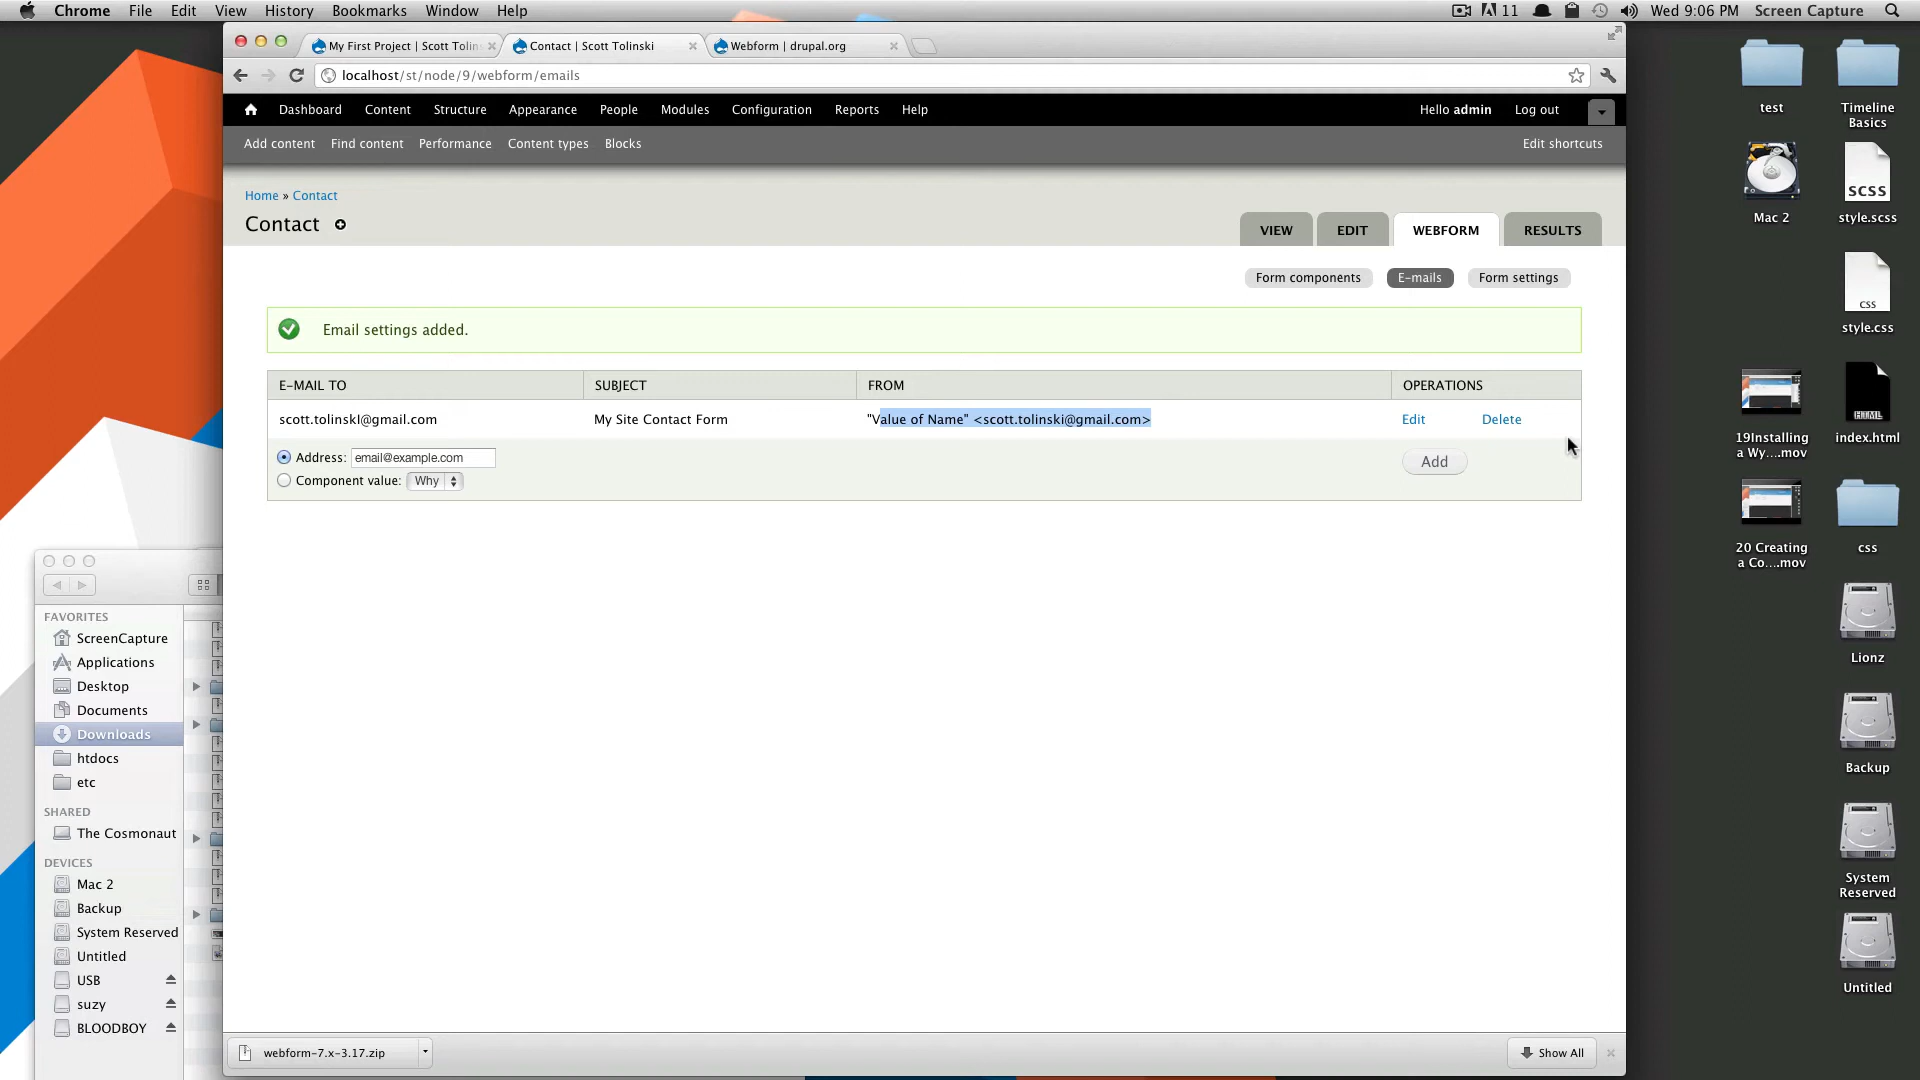 Chrome File Edit View History Bookmarks Window Help
11 Wed 9:06 PM Screen Capture
My First Project | Scott Tolin
Contact | Scott Tolinski
Webform | drupal.org
localhost/st/node/9/webform/emails
Dashboard Content Structure Appearance People Modules Configuration Reports Help
Hello admin Log out
Add content Find content Performance Content types Blocks
Edit shortcuts
Home » Contact
Contact
VIEW EDIT WEBFORM RESULTS
Form components E-mails Form settings
Email settings added.
E-MAIL TO SUBJECT FROM OPERATIONS
scott.tolinskI@gmail.com My Site Contact Form "Value of Name" <scott.tolinski@gmail.com> Edit Delete
Address: email@example.com
Add
Component value: Why
FAVORITES
ScreenCapture
Applications
Desktop
Documents
Downloads
htdocs
etc
SHARED
The Cosmonaut
DEVICES
Mac 2
Backup
System Reserved
Untitled
USB
suzy
BLOODBOY
webform-7.x-3.17.zip
Show All
test
Timeline
Basics
Mac 2
SCSS
style.scss
css
style.css
19Installing
a Wy....mov
HTML
index.html
20 Creating
a Co....mov
css
Lionz
Backup
System
Reserved
Untitled